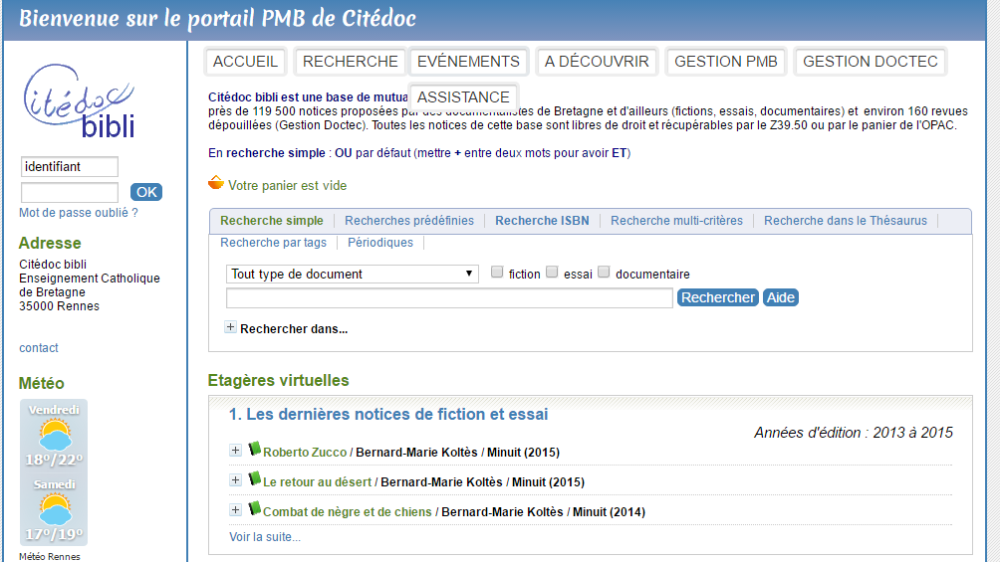 Bienvenue sur le portail PMB de Citédoc
ACCUEIL
RECHERCHE
EVÉNEMENTS
A DÉCOUVRIR
GESTION PMB
GESTION DOCTEC
ASSISTANCE
Citédoc
bibli
identifiant
OK
Mot de passe oublié ?
Adresse
Citédoc bibli
Enseignement Catholique
de Bretagne
35000 Rennes
contact
Météo
Vendredi
18°/22°
Samedi
17°/19°
Météo Rennes
Citédoc bibli est une base de mutua
près de 119 500 notices proposées par des documentalistes de Bretagne et d'ailleurs (fictions, essais, documentaires) et environ 160 revues
dépouillées (Gestion Doctec). Toutes les notices de cette base sont libres de droit et récupérables par le Z39.50 ou par le panier de l'OPAC.
En recherche simple : OU par défaut (mettre + entre deux mots pour avoir ET)
Votre panier est vide
Recherche simple
Recherches prédéfinies
Recherche ISBN
Recherche multi-critères
Recherche dans le Thésaurus
Recherche par tags
Périodiques
Tout type de document
fiction
essai
documentaire
Rechercher
Aide
Rechercher dans...
Etagères virtuelles
1. Les dernières notices de fiction et essai
Années d'édition : 2013 à 2015
Roberto Zucco / Bernard-Marie Koltès / Minuit (2015)
Le retour au désert / Bernard-Marie Koltès / Minuit (2015)
Combat de nègre et de chiens / Bernard-Marie Koltès / Minuit (2014)
Voir la suite...